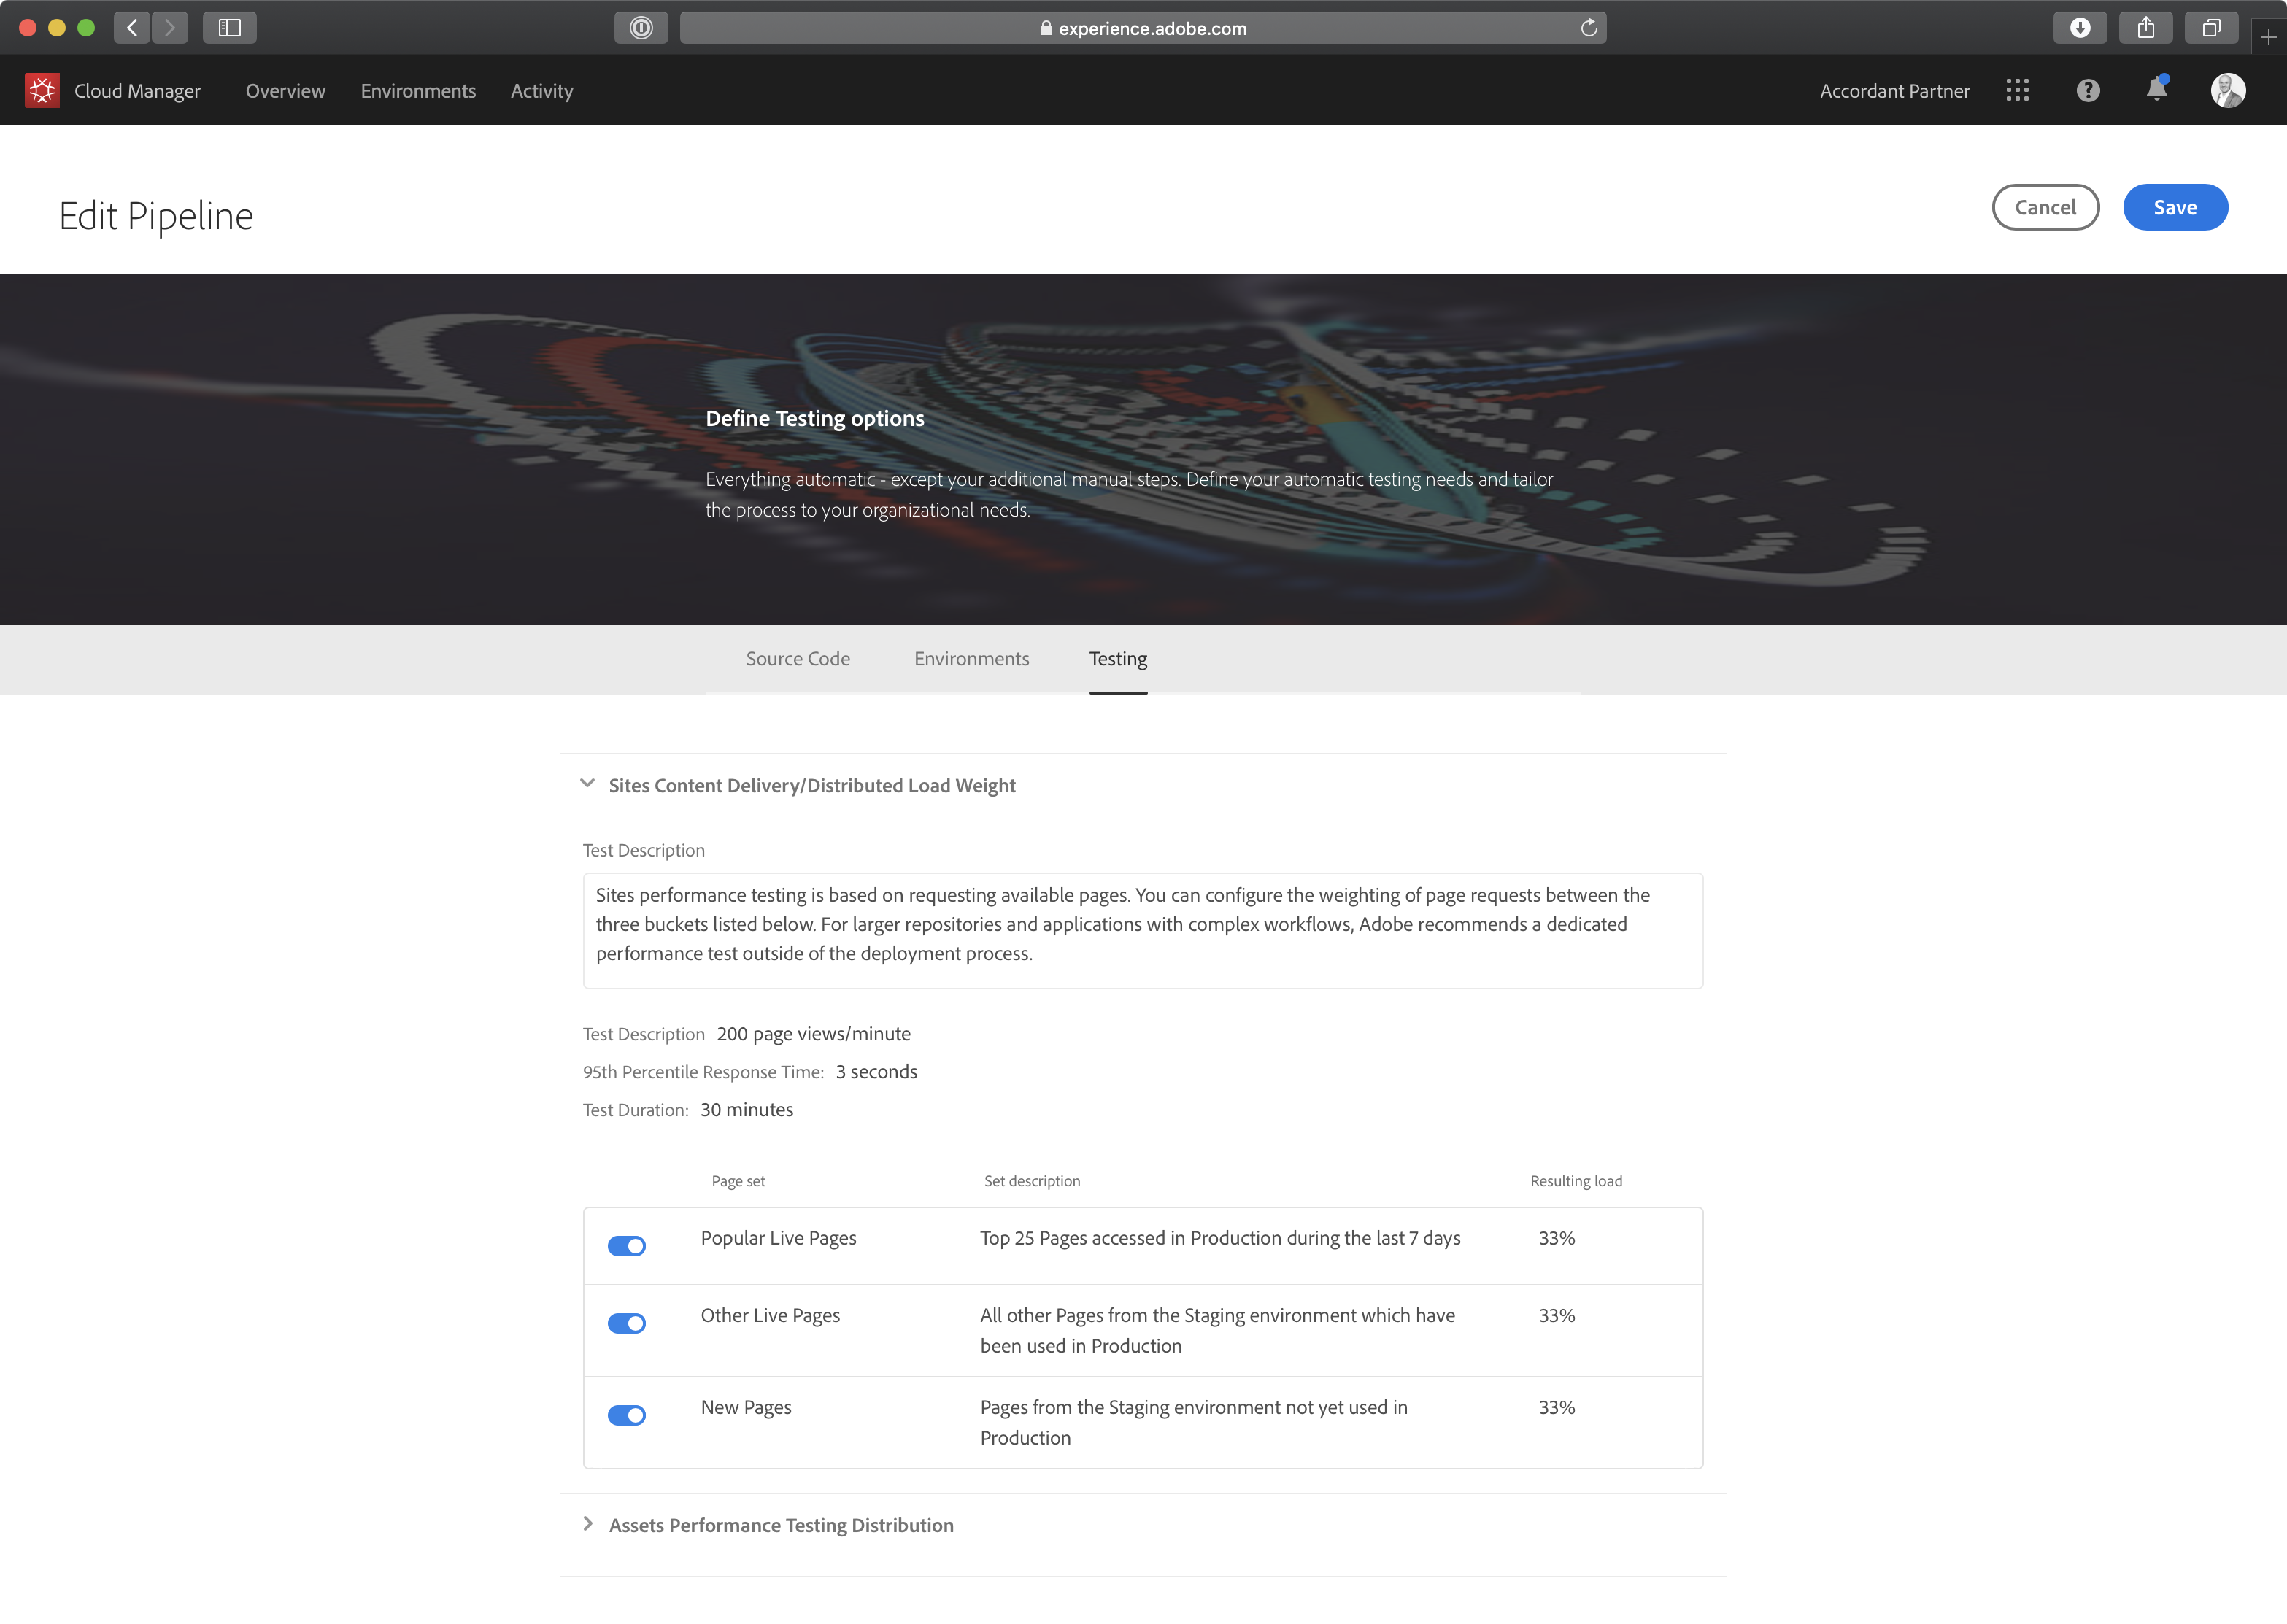 experience.adobe.com
Cloud Manager Overview Environments Activity Accordant Partner
Edit Pipeline Cancel Save
Define Testing options
Everything automatic - except your additional manual steps. Define your automatic testing needs and tailor
the process to your organizational needs.
Source Code Environments Testing
Sites Content Delivery/Distributed Load Weight
Test Description
Sites performance testing is based on requesting available pages. You can configure the weighting of page requests between the
three buckets listed below. For larger repositories and applications with complex workflows, Adobe recommends a dedicated
performance test outside of the deployment process.
Test Description 200 page views/minute
95th Percentile Response Time: 3 seconds
Test Duration: 30 minutes
Page set Set description Resulting load
Popular Live Pages Top 25 Pages accessed in Production during the last 7 days 33%
Other Live Pages All other Pages from the Staging environment which have 33%
been used in Production
New Pages Pages from the Staging environment not yet used in 33%
Production
Assets Performance Testing Distribution